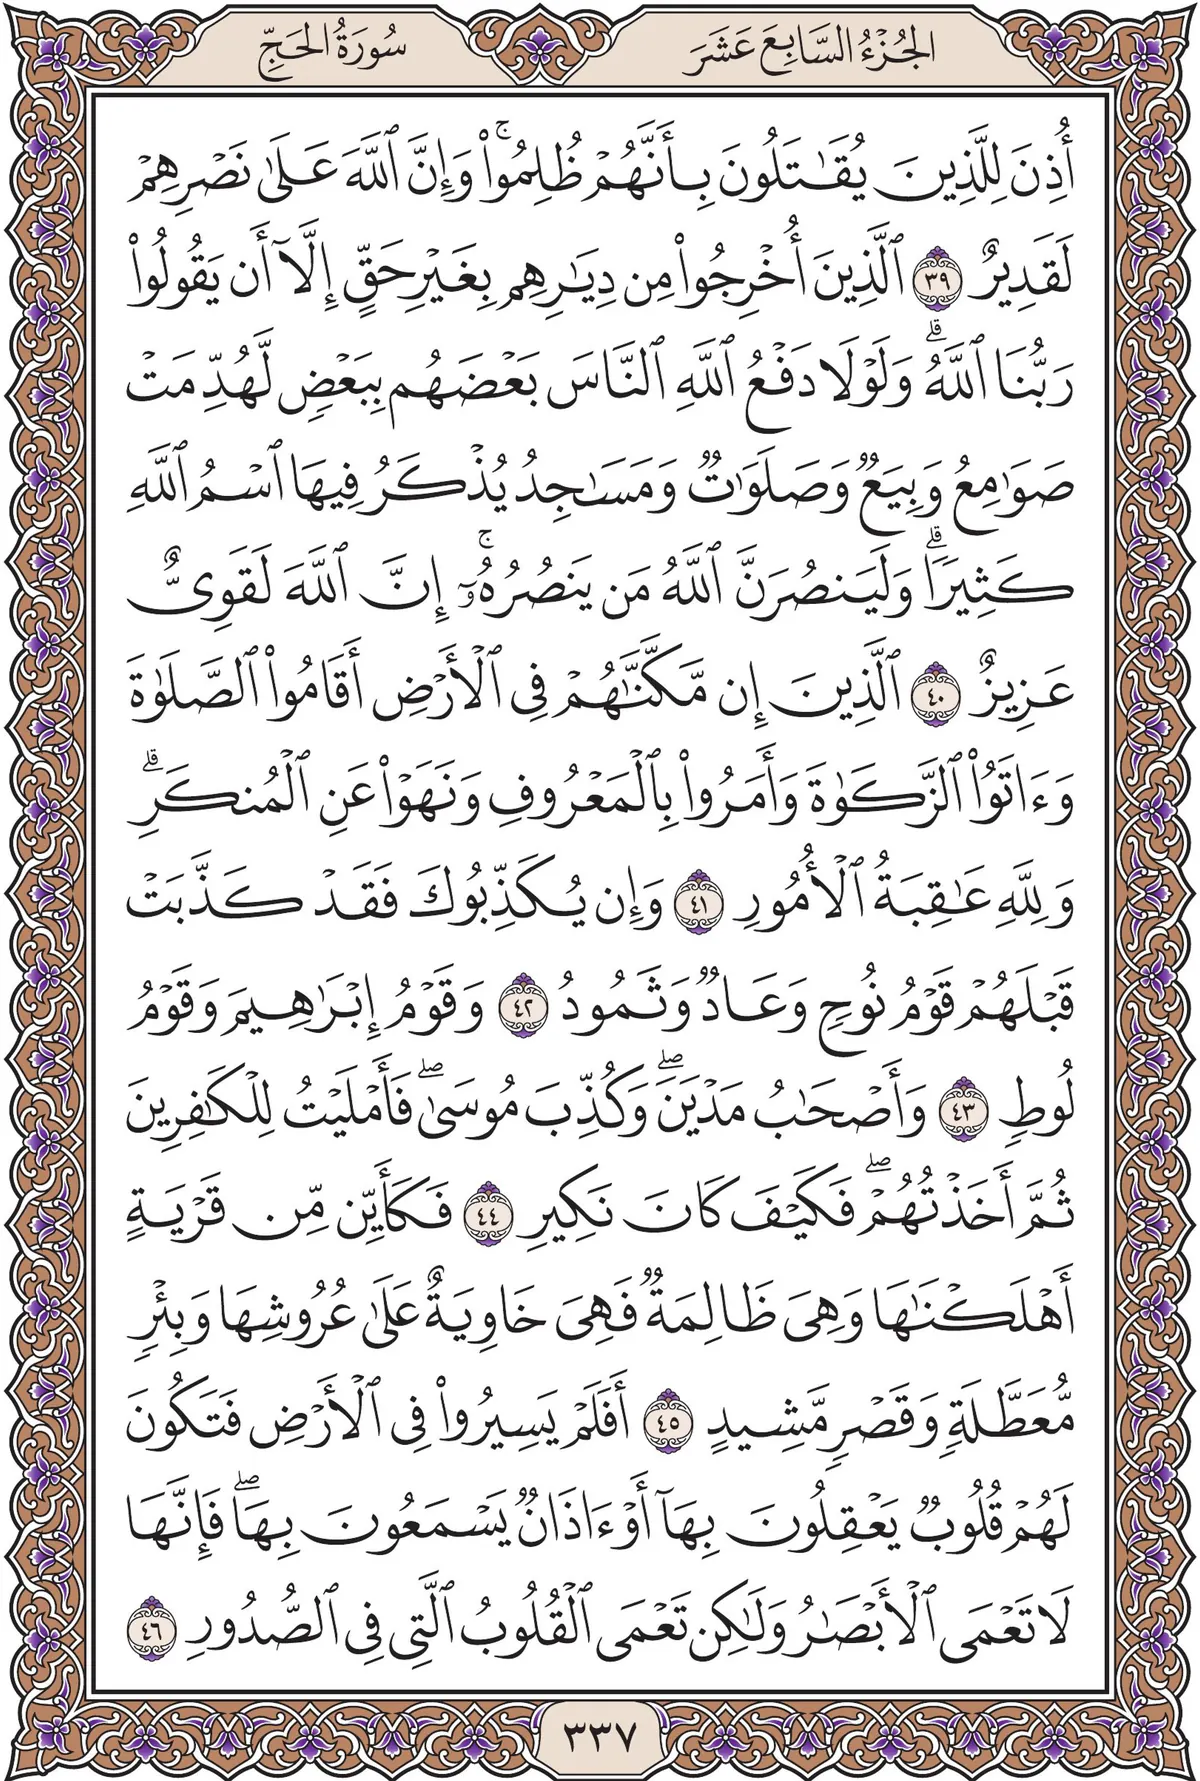 الجُزْءُ السَّابِعَ عَشَرَ
سُورَةُ الحَجِّ
أُذِنَ لِلَّذِينَ يُقَٰتَلُونَ بِأَنَّهُمْ ظُلِمُوا۟ ۚ وَإِنَّ ٱللَّهَ عَلَىٰ نَصْرِهِمْ
لَقَدِيرٌ ٣٩ ٱلَّذِينَ أُخْرِجُوا۟ مِن دِيَٰرِهِم بِغَيْرِ حَقٍّ إِلَّآ أَن يَقُولُوا۟
رَبُّنَا ٱللَّهُ ۗ وَلَوْلَا دَفْعُ ٱللَّهِ ٱلنَّاسَ بَعْضَهُم بِبَعْضٍ لَّهُدِّمَتْ
صَوَٰمِعُ وَبِيَعٌ وَصَلَوَٰتٌ وَمَسَٰجِدُ يُذْكَرُ فِيهَا ٱسْمُ ٱللَّهِ
كَثِيرًا ۗ وَلَيَنصُرَنَّ ٱللَّهُ مَن يَنصُرُهُۥٓ ۚ إِنَّ ٱللَّهَ لَقَوِىٌّ
عَزِيزٌ ٤٠ ٱلَّذِينَ إِن مَّكَّنَّٰهُمْ فِى ٱلْأَرْضِ أَقَامُوا۟ ٱلصَّلَوٰةَ
وَءَاتَوُا۟ ٱلزَّكَوٰةَ وَأَمَرُوا۟ بِٱلْمَعْرُوفِ وَنَهَوْا۟ عَنِ ٱلْمُنكَرِ ۗ
وَلِلَّهِ عَٰقِبَةُ ٱلْأُمُورِ ٤١ وَإِن يُكَذِّبُوكَ فَقَدْ كَذَّبَتْ
قَبْلَهُمْ قَوْمُ نُوحٍ وَعَادٌ وَثَمُودُ ٤٢ وَقَوْمُ إِبْرَٰهِيمَ وَقَوْمُ
لُوطٍ ٤٣ وَأَصْحَٰبُ مَدْيَنَ ۖ وَكُذِّبَ مُوسَىٰ ۖ فَأَمْلَيْتُ لِلْكَٰفِرِينَ
ثُمَّ أَخَذْتُهُمْ ۖ فَكَيْفَ كَانَ نَكِيرِ ٤٤ فَكَأَيِّن مِّن قَرْيَةٍ
أَهْلَكْنَٰهَا وَهِىَ ظَالِمَةٌ فَهِىَ خَاوِيَةٌ عَلَىٰ عُرُوشِهَا وَبِئْرٍ
مُّعَطَّلَةٍ وَقَصْرٍ مَّشِيدٍ ٤٥ أَفَلَمْ يَسِيرُوا۟ فِى ٱلْأَرْضِ فَتَكُونَ
لَهُمْ قُلُوبٌ يَعْقِلُونَ بِهَآ أَوْ ءَاذَانٌ يَسْمَعُونَ بِهَا ۖ فَإِنَّهَا
لَا تَعْمَى ٱلْأَبْصَٰرُ وَلَٰكِن تَعْمَى ٱلْقُلُوبُ ٱلَّتِى فِى ٱلصُّدُورِ ٤٦
٣٣٧